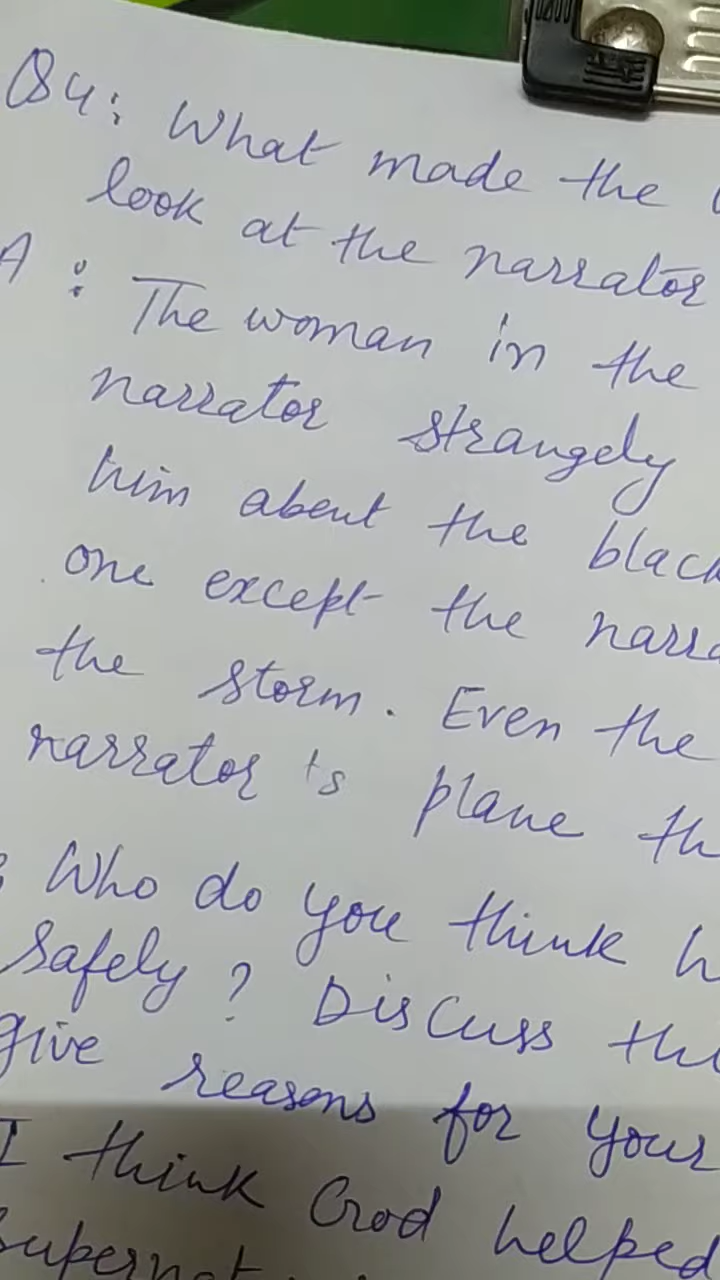 Q4: What made the
look at the narrator
A : The woman in the
narrator strangely
him about the black
one except the narra
the storm. Even the
narrator's plane th
: Who do you think h
safely? Discuss thi
give reasons for your
I think God helped
supernat